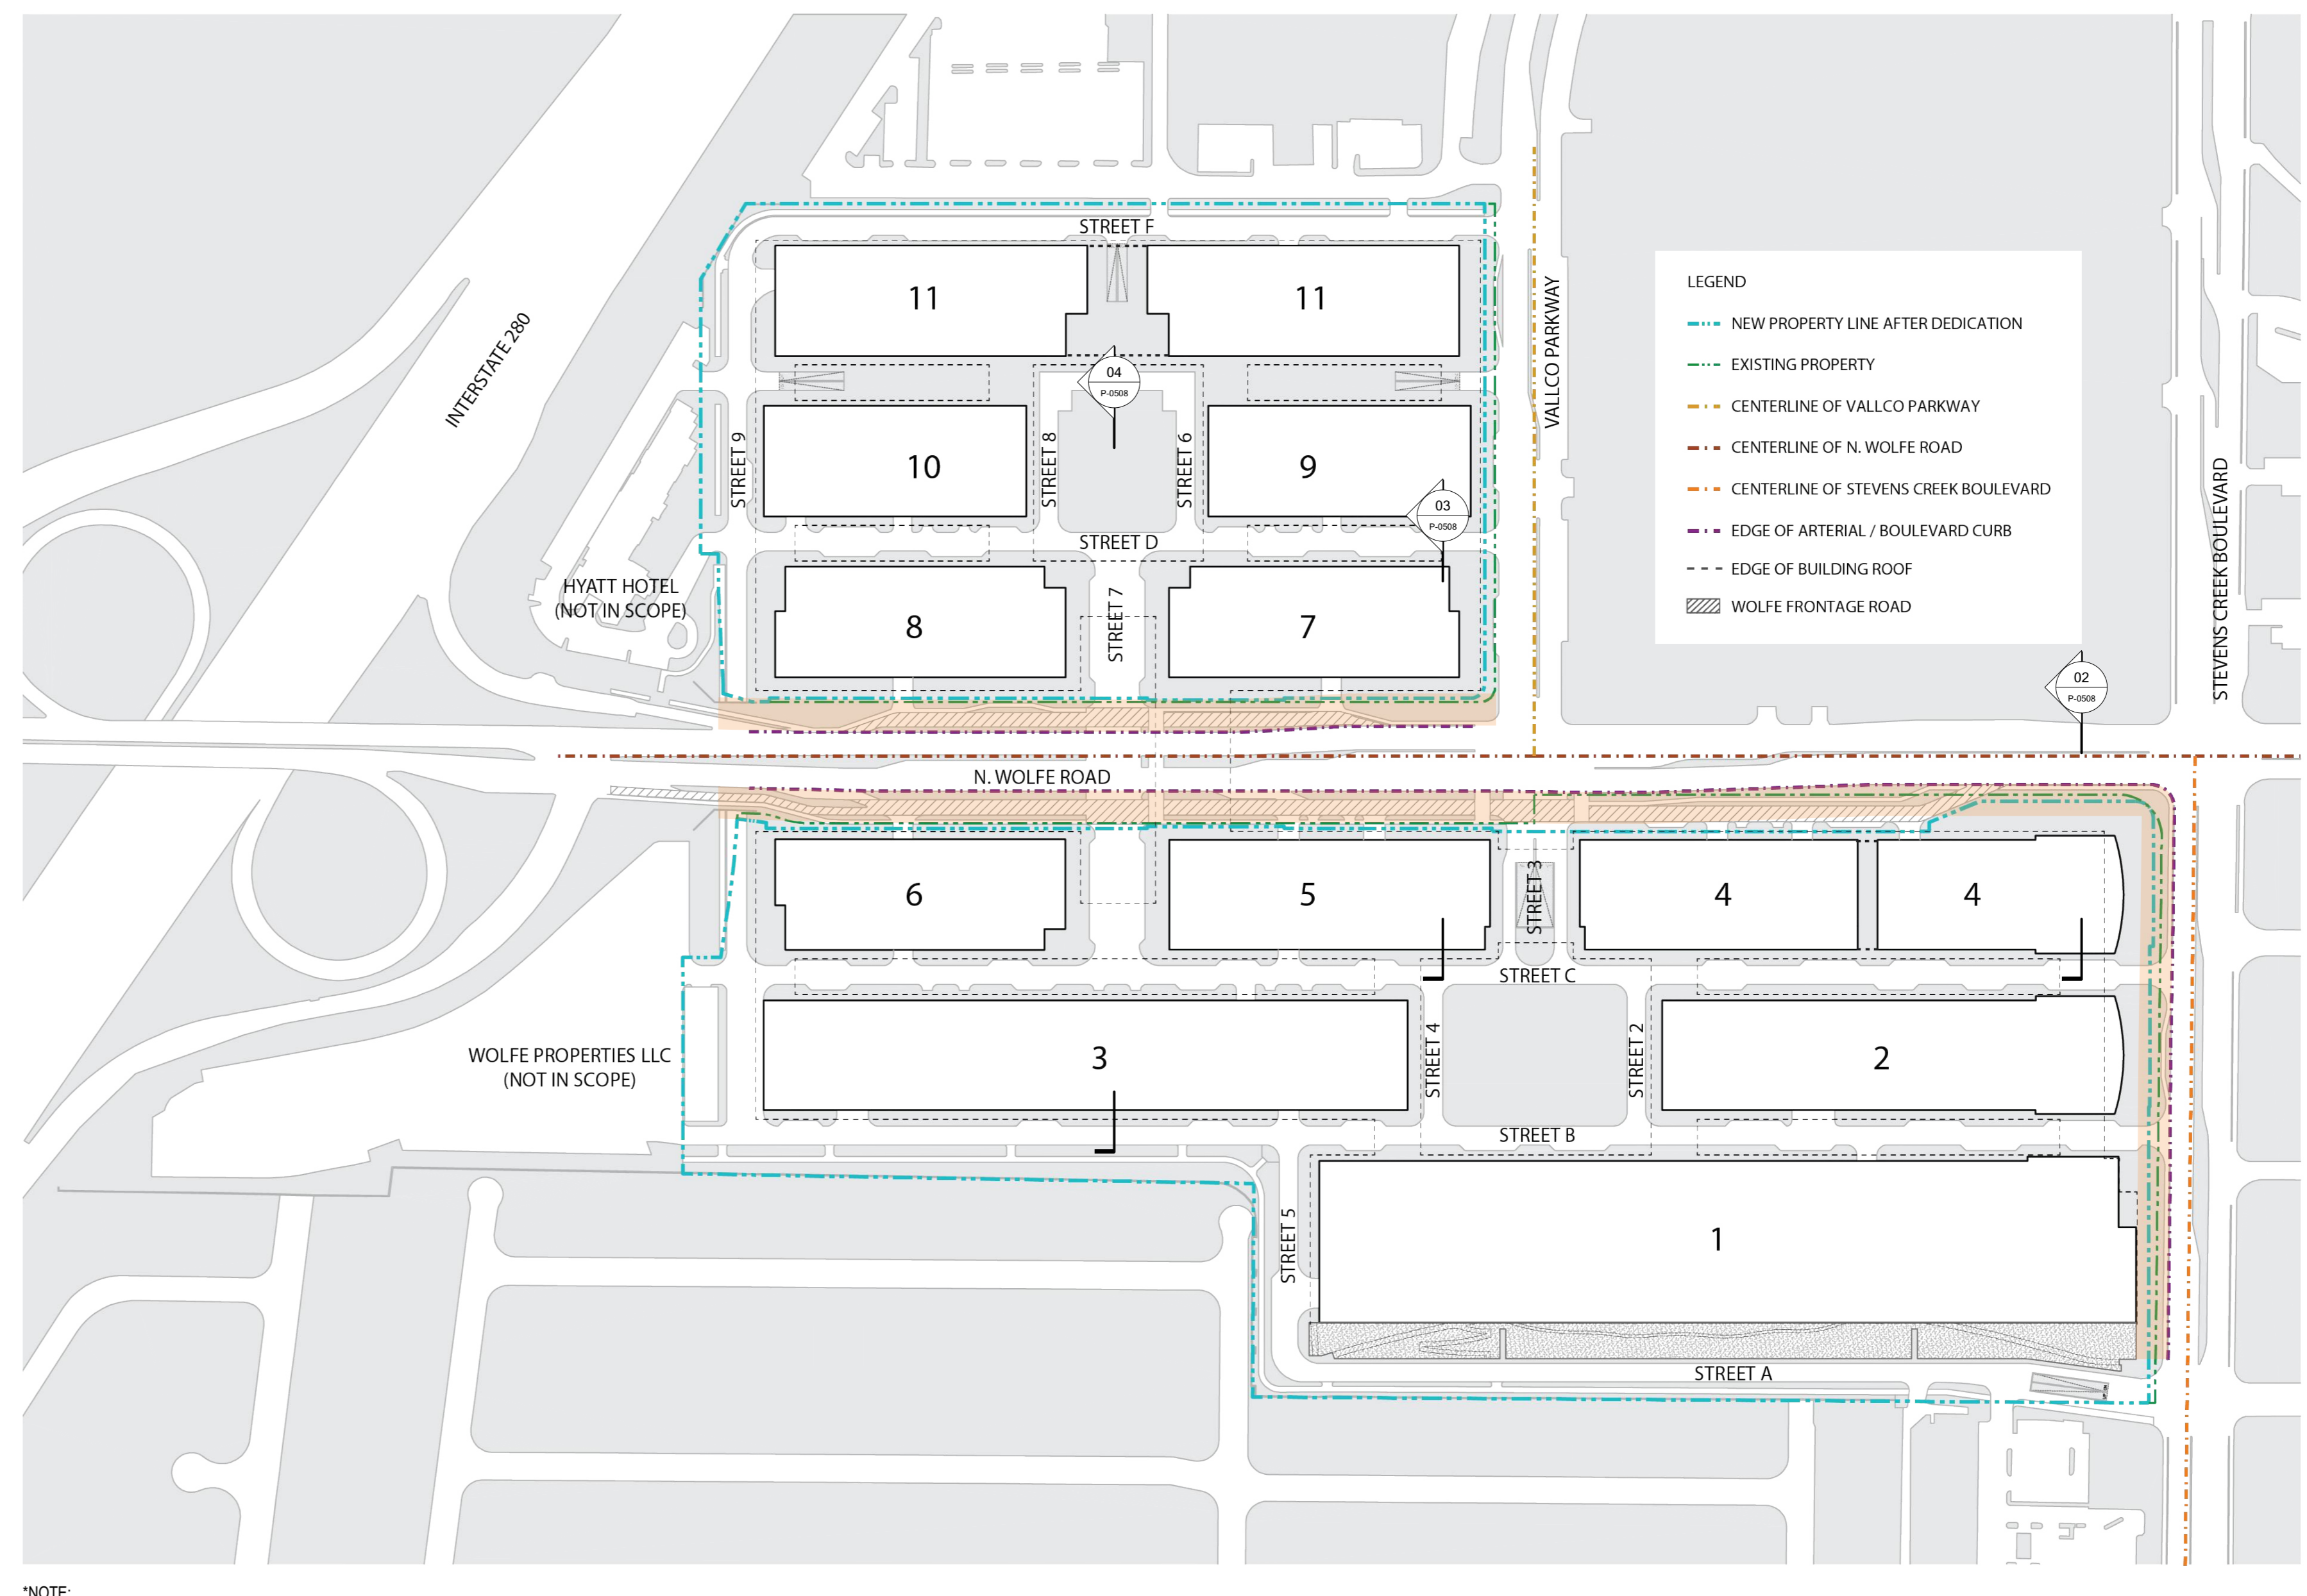 STREET F
11
11
INTERSTATE 280
VALLCO PARKWAY
04
P-0508
STREET 9
10
STREET 8
STREET 6
9
03
P-0508
STREET D
HYATT HOTEL
(NOT IN SCOPE)
8
STREET 7
7
LEGEND
NEW PROPERTY LINE AFTER DEDICATION
EXISTING PROPERTY
CENTERLINE OF VALLCO PARKWAY
CENTERLINE OF N. WOLFE ROAD
CENTERLINE OF STEVENS CREEK BOULEVARD
EDGE OF ARTERIAL / BOULEVARD CURB
EDGE OF BUILDING ROOF
WOLFE FRONTAGE ROAD
STEVENS CREEK BOULEVARD
02
P-0508
N. WOLFE ROAD
6
5
STREET 3
4
4
STREET C
WOLFE PROPERTIES LLC
(NOT IN SCOPE)
3
STREET 4
STREET 2
2
STREET B
STREET 5
1
STREET A
*NOTE: